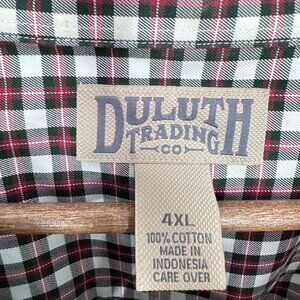 DULUTH
TRADING
CO
4XL
100% COTTON
MADE IN
INDONESIA
CARE OVER